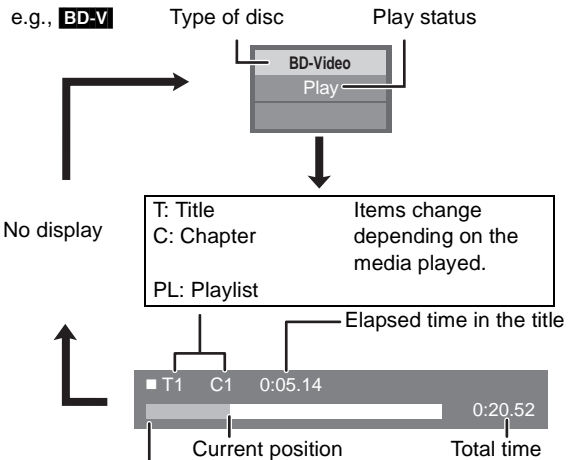 e.g., BD-V
Type of disc
Play status
BD-Video
Play
No display
T: Title
C: Chapter
PL: Playlist
Items change
depending on the
media played.
Elapsed time in the title
T1 C1 0:05.14
0:20.52
Current position
Total time